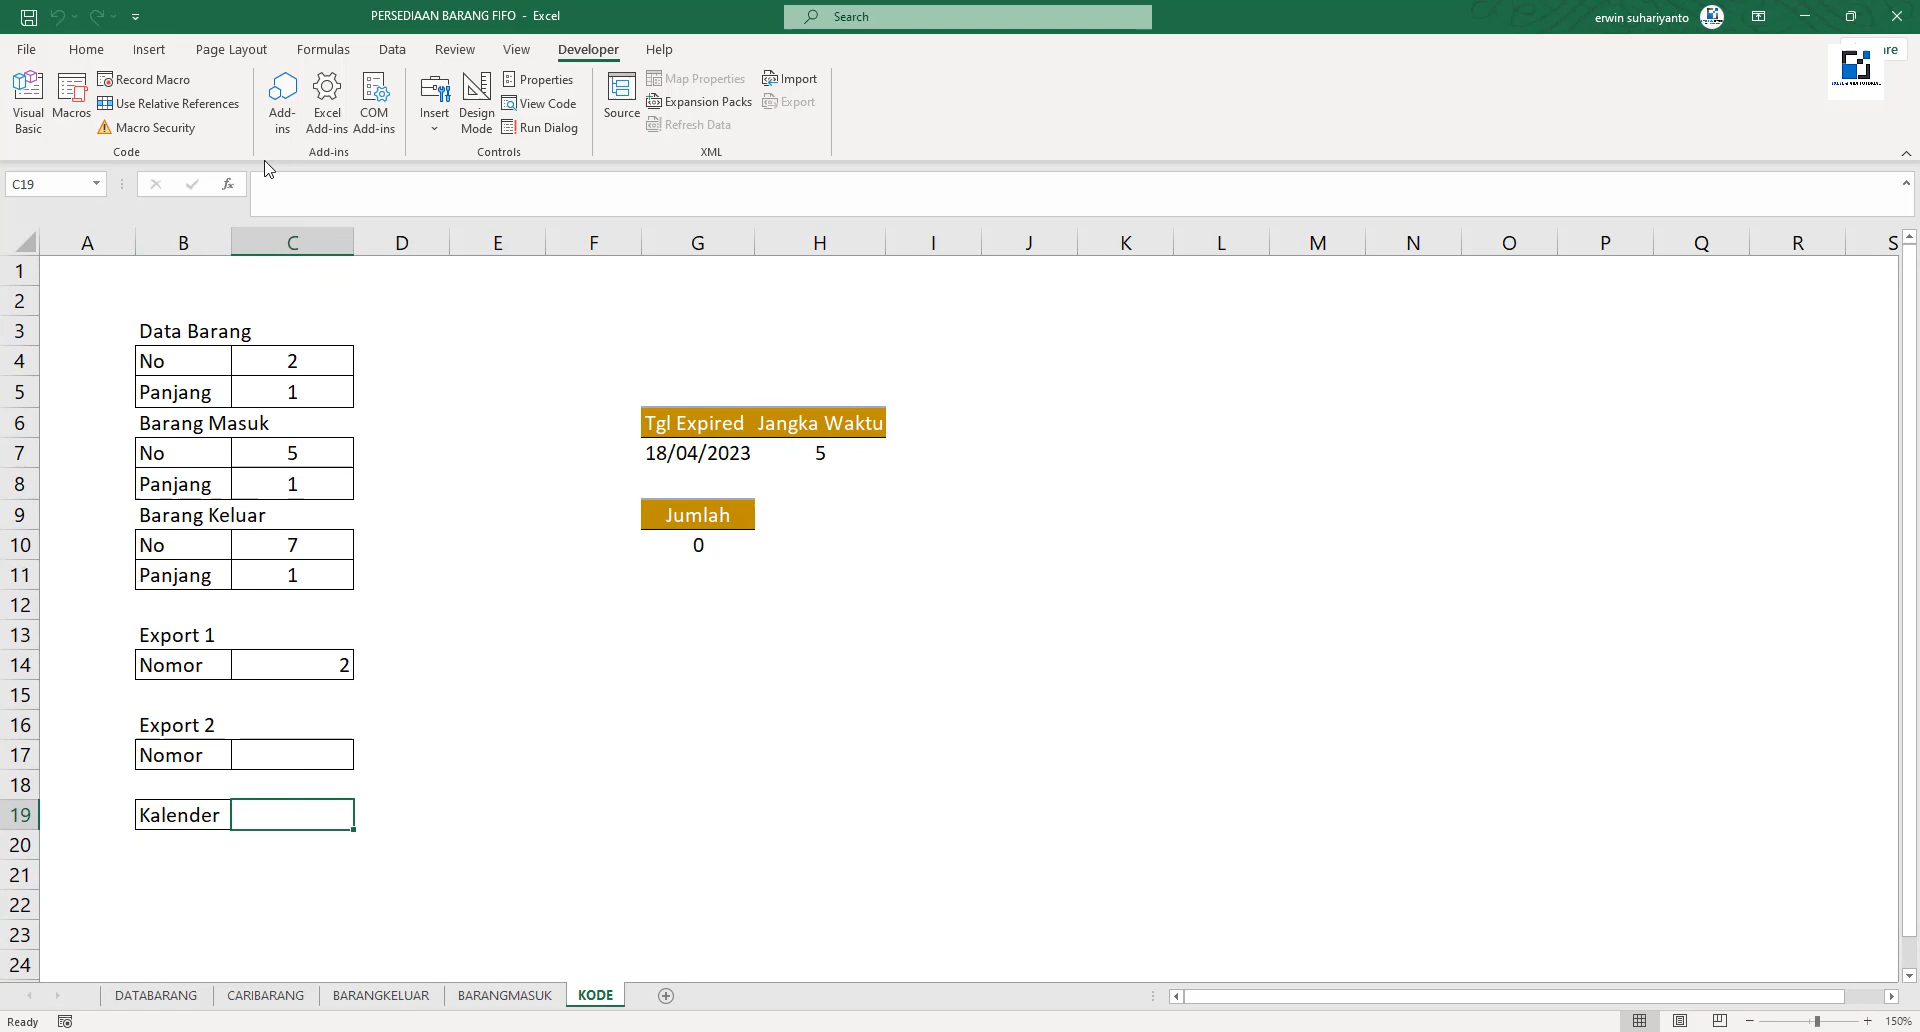 PERSEDIAAN BARANG FIFO - Excel
Search
erwin suhariyanto
File Home Insert Page Layout Formulas Data Review View Developer Help
Visual Basic
Macros
Record Macro
Use Relative References
Macro Security
Code
Add-ins
Excel Add-ins
COM Add-ins
Add-ins
Insert
Design Mode
Properties
View Code
Run Dialog
Controls
Source
Map Properties
Expansion Packs
Refresh Data
Import
Export
XML
C19
fx
A B C D E F G H I J K L M N O P Q R S
1
2
3 Data Barang
4 No 2
5 Panjang 1
6 Barang Masuk Tgl Expired Jangka Waktu
7 No 5 18/04/2023 5
8 Panjang 1
9 Barang Keluar Jumlah
10 No 7 0
11 Panjang 1
12
13 Export 1
14 Nomor 2
15
16 Export 2
17 Nomor
18
19 Kalender
20
21
22
23
24
DATABARANG CARIBARANG BARANGKELUAR BARANGMASUK KODE
Ready
150%